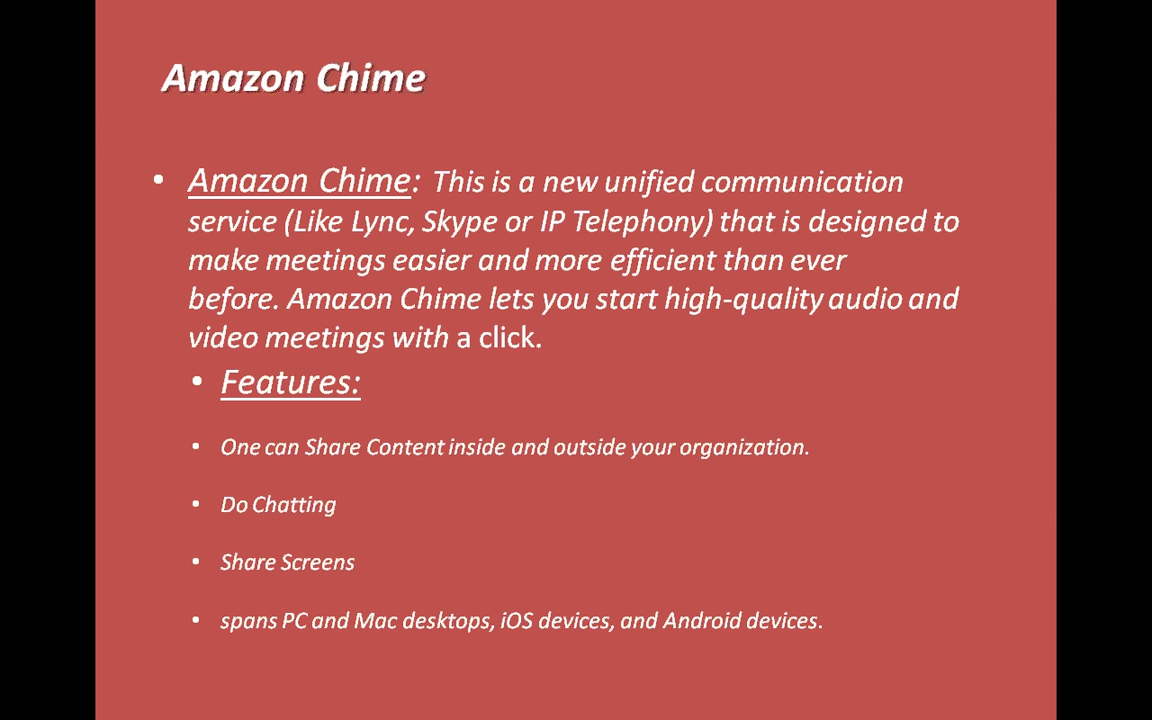 Amazon Chime
• Amazon Chime: This is a new unified communication
service (Like Lync, Skype or IP Telephony) that is designed to
make meetings easier and more efficient than ever
before. Amazon Chime lets you start high-quality audio and
video meetings with a click.
• Features:
• One can Share Content inside and outside your organization.
• Do Chatting
• Share Screens
• spans PC and Mac desktops, iOS devices, and Android devices.